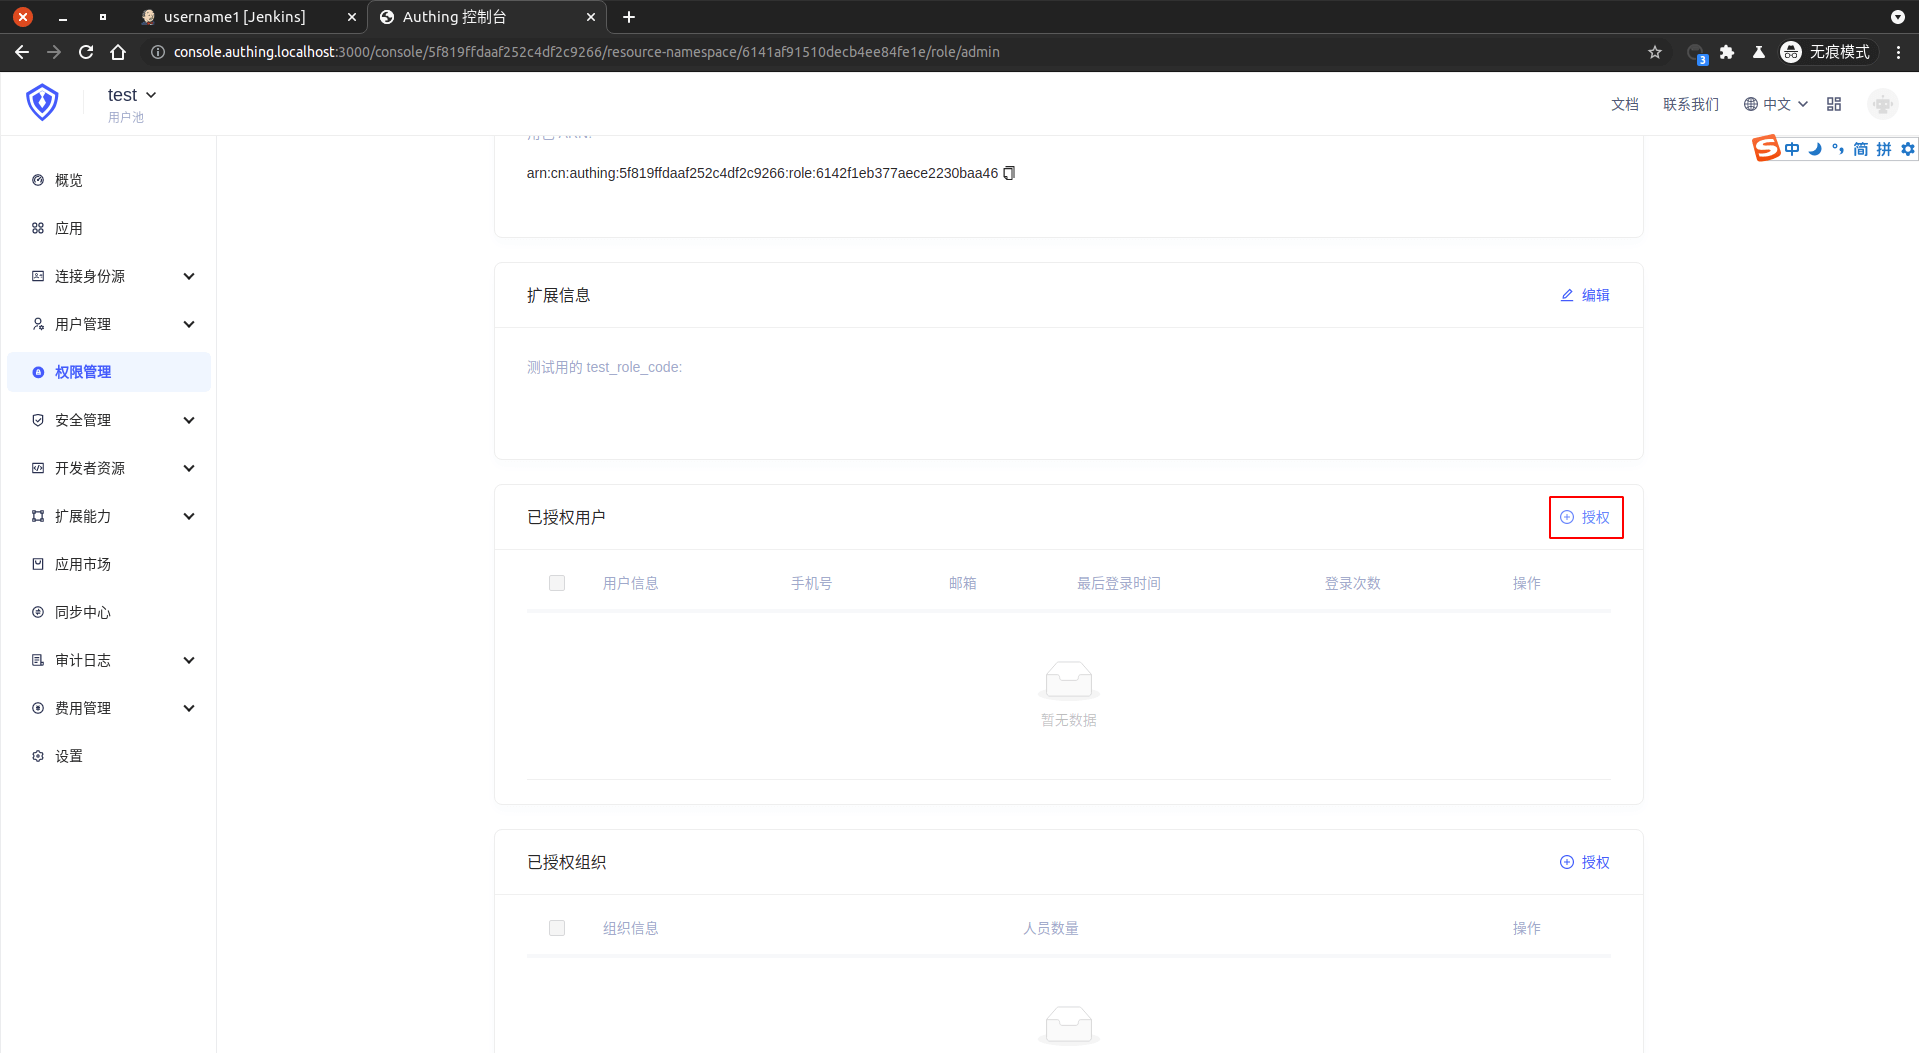 username1 [Jenkins]
Authing 控制台
console.authing.localhost:3000/console/5f819ffdaaf252c4df2c9266/resource-namespace/6141af91510decb4ee84fe1e/role/admin
3
无痕模式
test
用户池
文档
联系我们
中文
中 简 拼
概览
应用
连接身份源
用户管理
权限管理
安全管理
开发者资源
扩展能力
应用市场
同步中心
审计日志
费用管理
设置
角色 ARN:
arn:cn:authing:5f819ffdaaf252c4df2c9266:role:6142f1eb377aece2230baa46
扩展信息
编辑
测试用的 test_role_code:
已授权用户
授权
用户信息 手机号 邮箱 最后登录时间 登录次数 操作
暂无数据
已授权组织
授权
组织信息 人员数量 操作